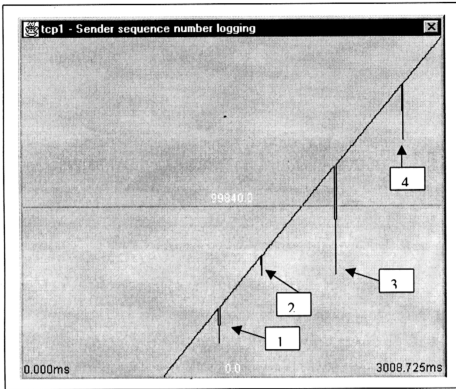 tcp1 - Sender sequence number logging
4
99840.0
3
2
1
0.000ms
0.0
3008.725ms